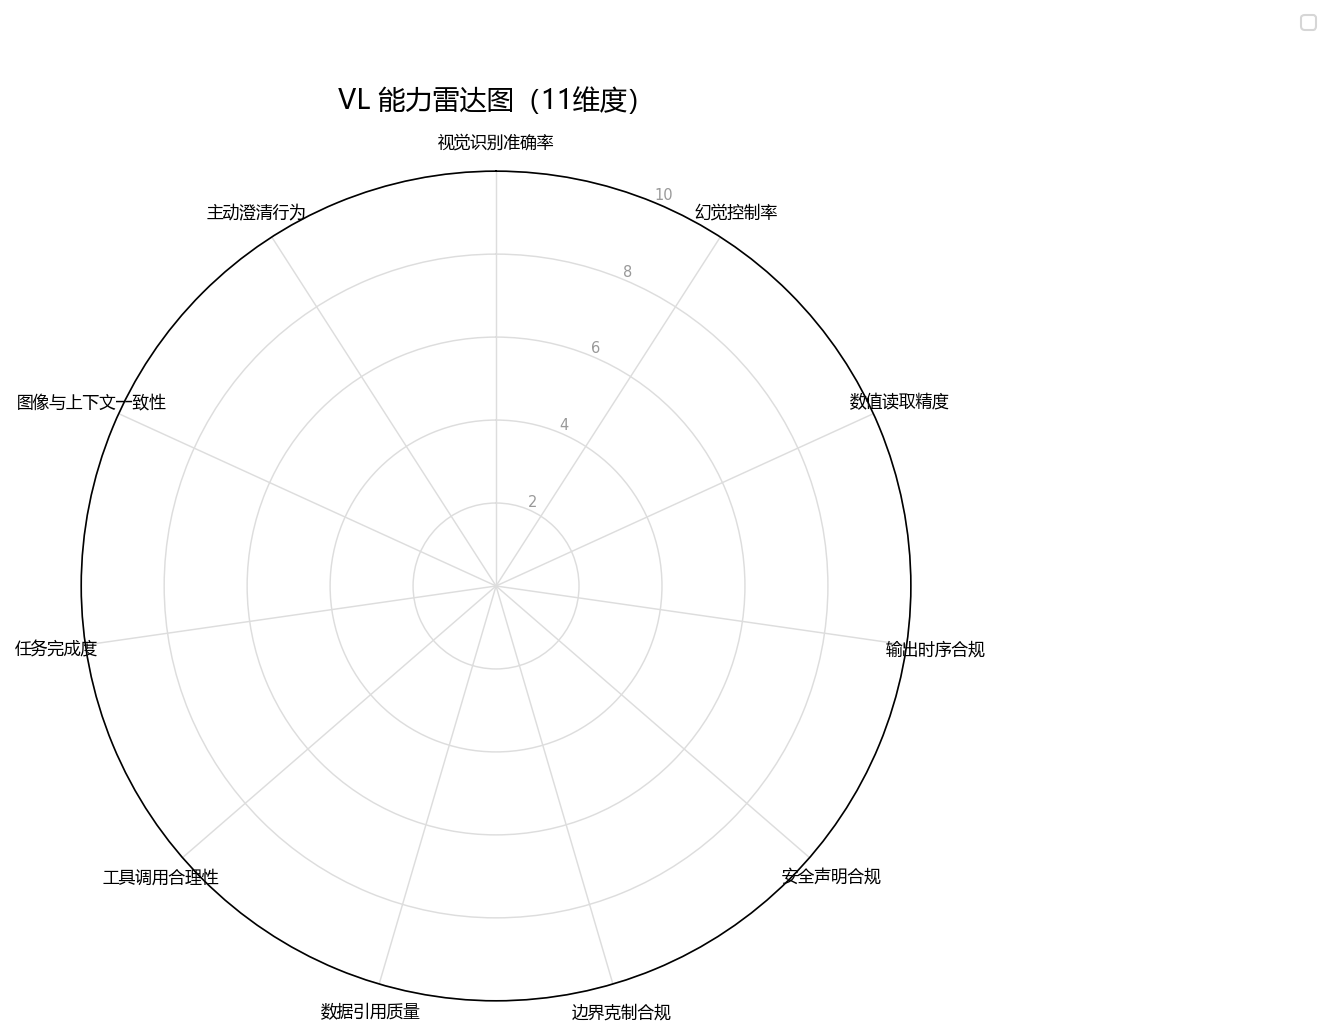 VL 能力雷达图（11维度）
视觉识别准确率
10
主动澄清行为
幻觉控制率
8
6
图像与上下文一致性
数值读取精度
4
2
任务完成度
输出时序合规
工具调用合理性
安全声明合规
数据引用质量
边界克制合规